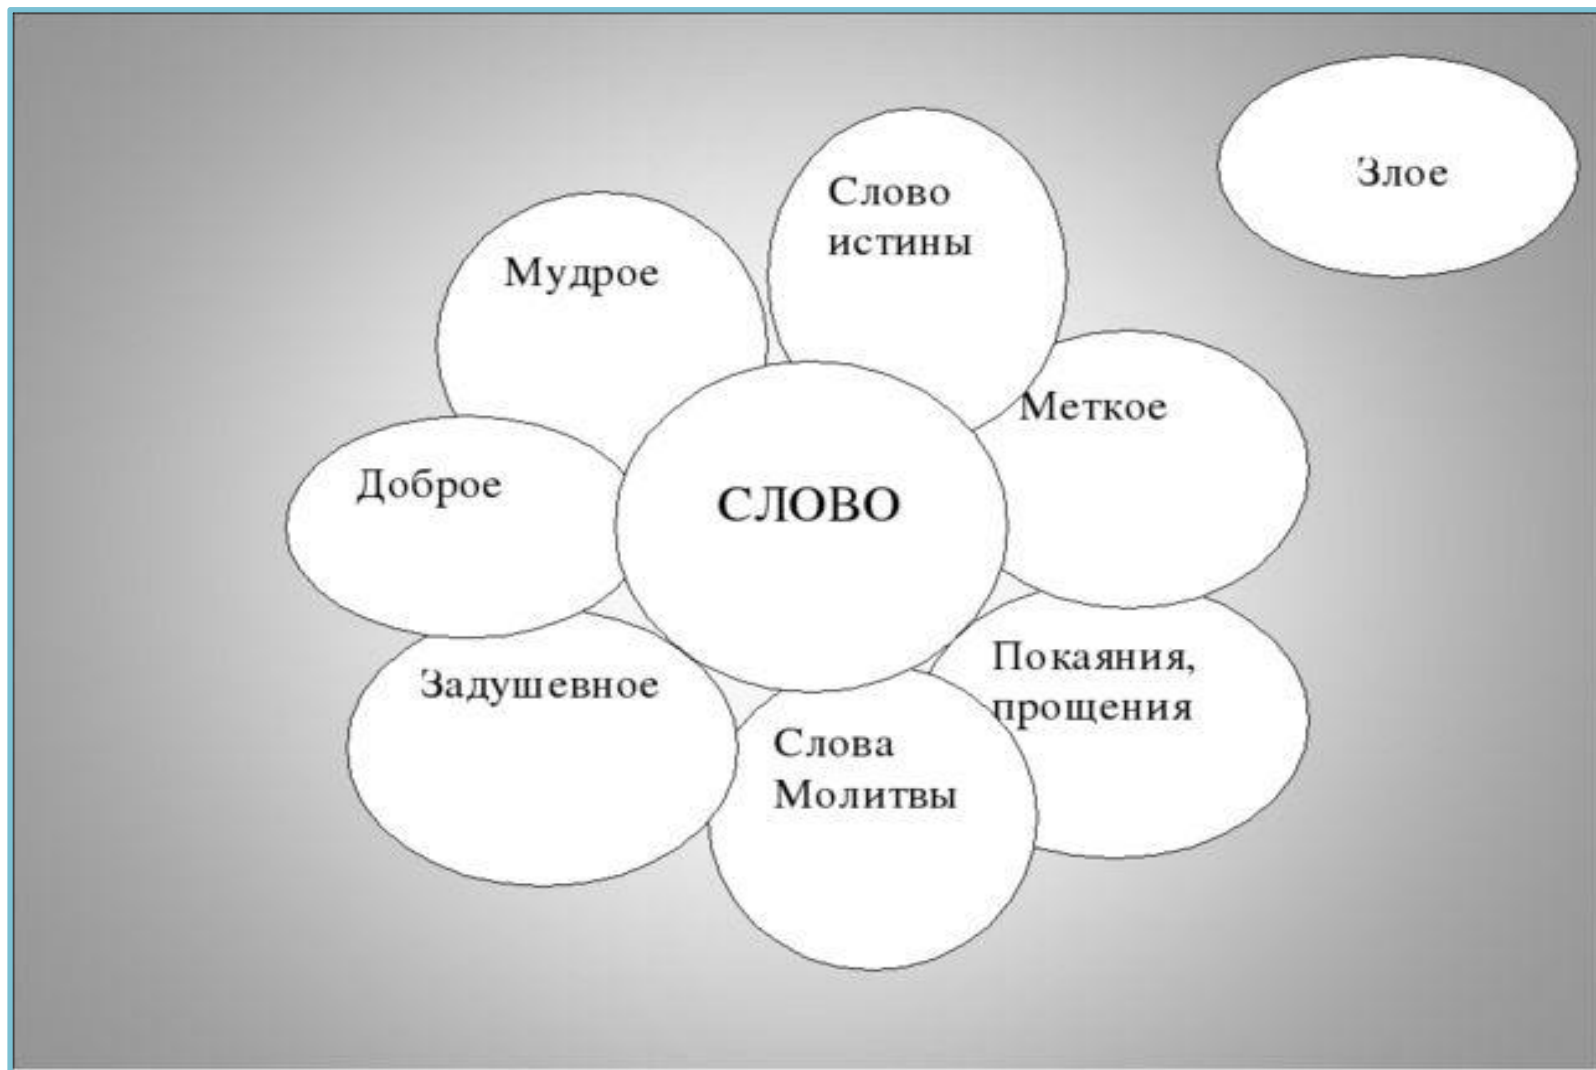 Злое
Слово
истины
Мудрое
Меткое
Доброе
СЛОВО
Покаяния,
прощения
Задушевное
Слова
Молитвы